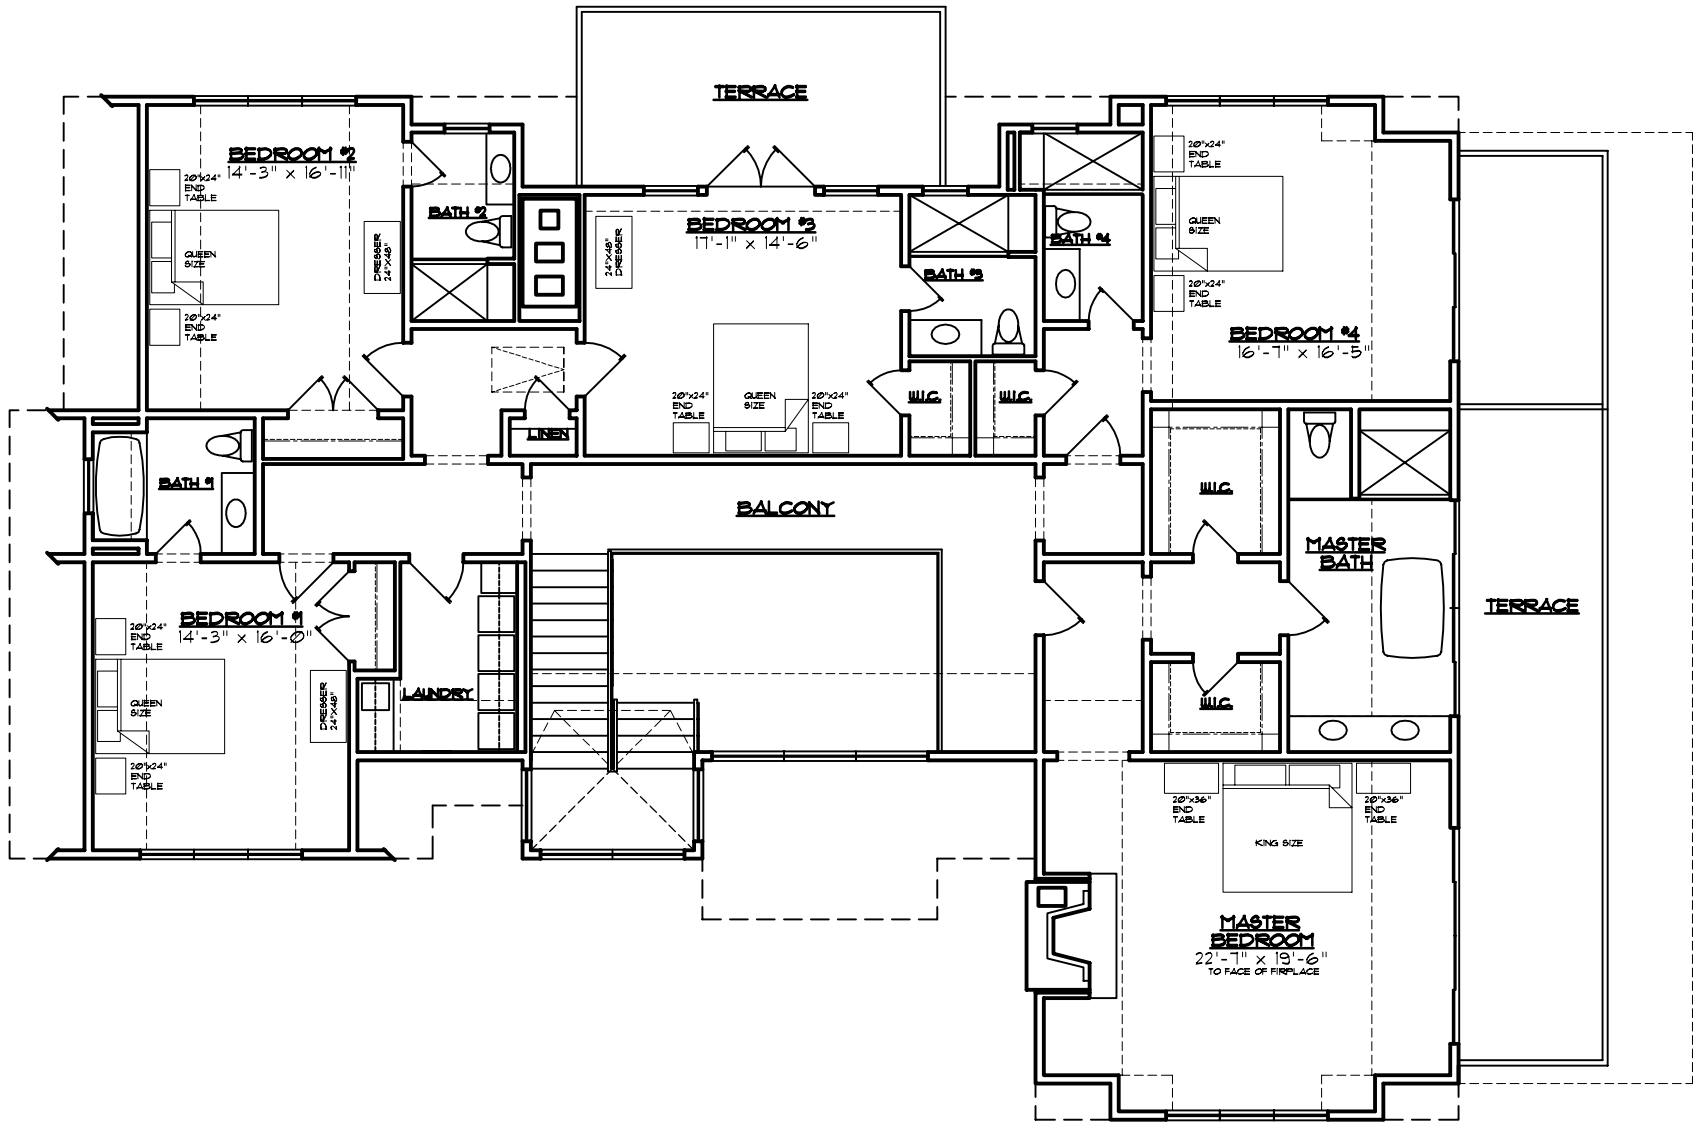 TERRACE
BEDROOM #2
14'-3" x 16'-11"
20"x24"
END
TABLE
QUEEN
SIZE
20"x24"
END
TABLE
DRESSER
24"X48"
BATH #2
BEDROOM #3
17'-1" x 14'-6"
24"X48"
DRESSER
20"x24"
END
TABLE
QUEEN
SIZE
20"x24"
END
TABLE
BATH #3
BATH #4
20"x24"
END
TABLE
QUEEN
SIZE
20"x24"
END
TABLE
BEDROOM #4
16'-7" x 16'-5"
W.I.C.
W.I.C.
LINEN
BATH #1
BALCONY
W.I.C.
MASTER
BATH
TERRACE
BEDROOM #1
14'-3" x 16'-0"
20"x24"
END
TABLE
QUEEN
SIZE
DRESSER
24"X48"
20"x24"
END
TABLE
LAUNDRY
W.I.C.
20"x36"
END
TABLE
20"x36"
END
TABLE
KING SIZE
MASTER
BEDROOM
22'-7" x 19'-6"
TO FACE OF FIRPLACE